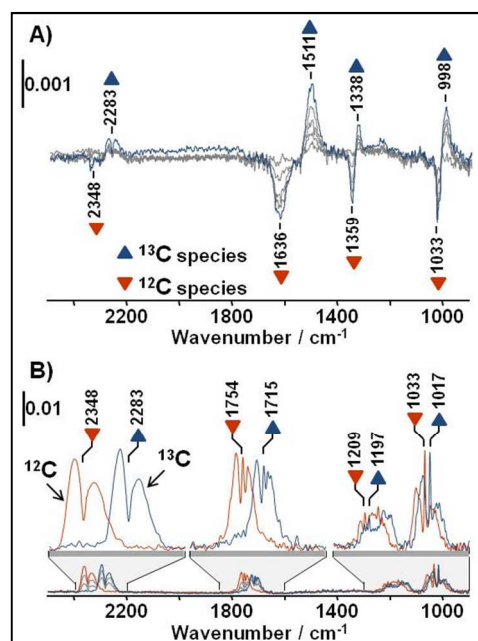 A)
0.001
2283
2348
1511
1636
1338
1359
998
1033
▲ ¹³C species
▼ ¹²C species
2200 1800 1400 1000
Wavenumber / cm⁻¹
B)
0.01
2348
2283
¹²C
¹³C
1754
1715
1209
1197
1033
1017
2200 1800 1400 1000
Wavenumber / cm⁻¹